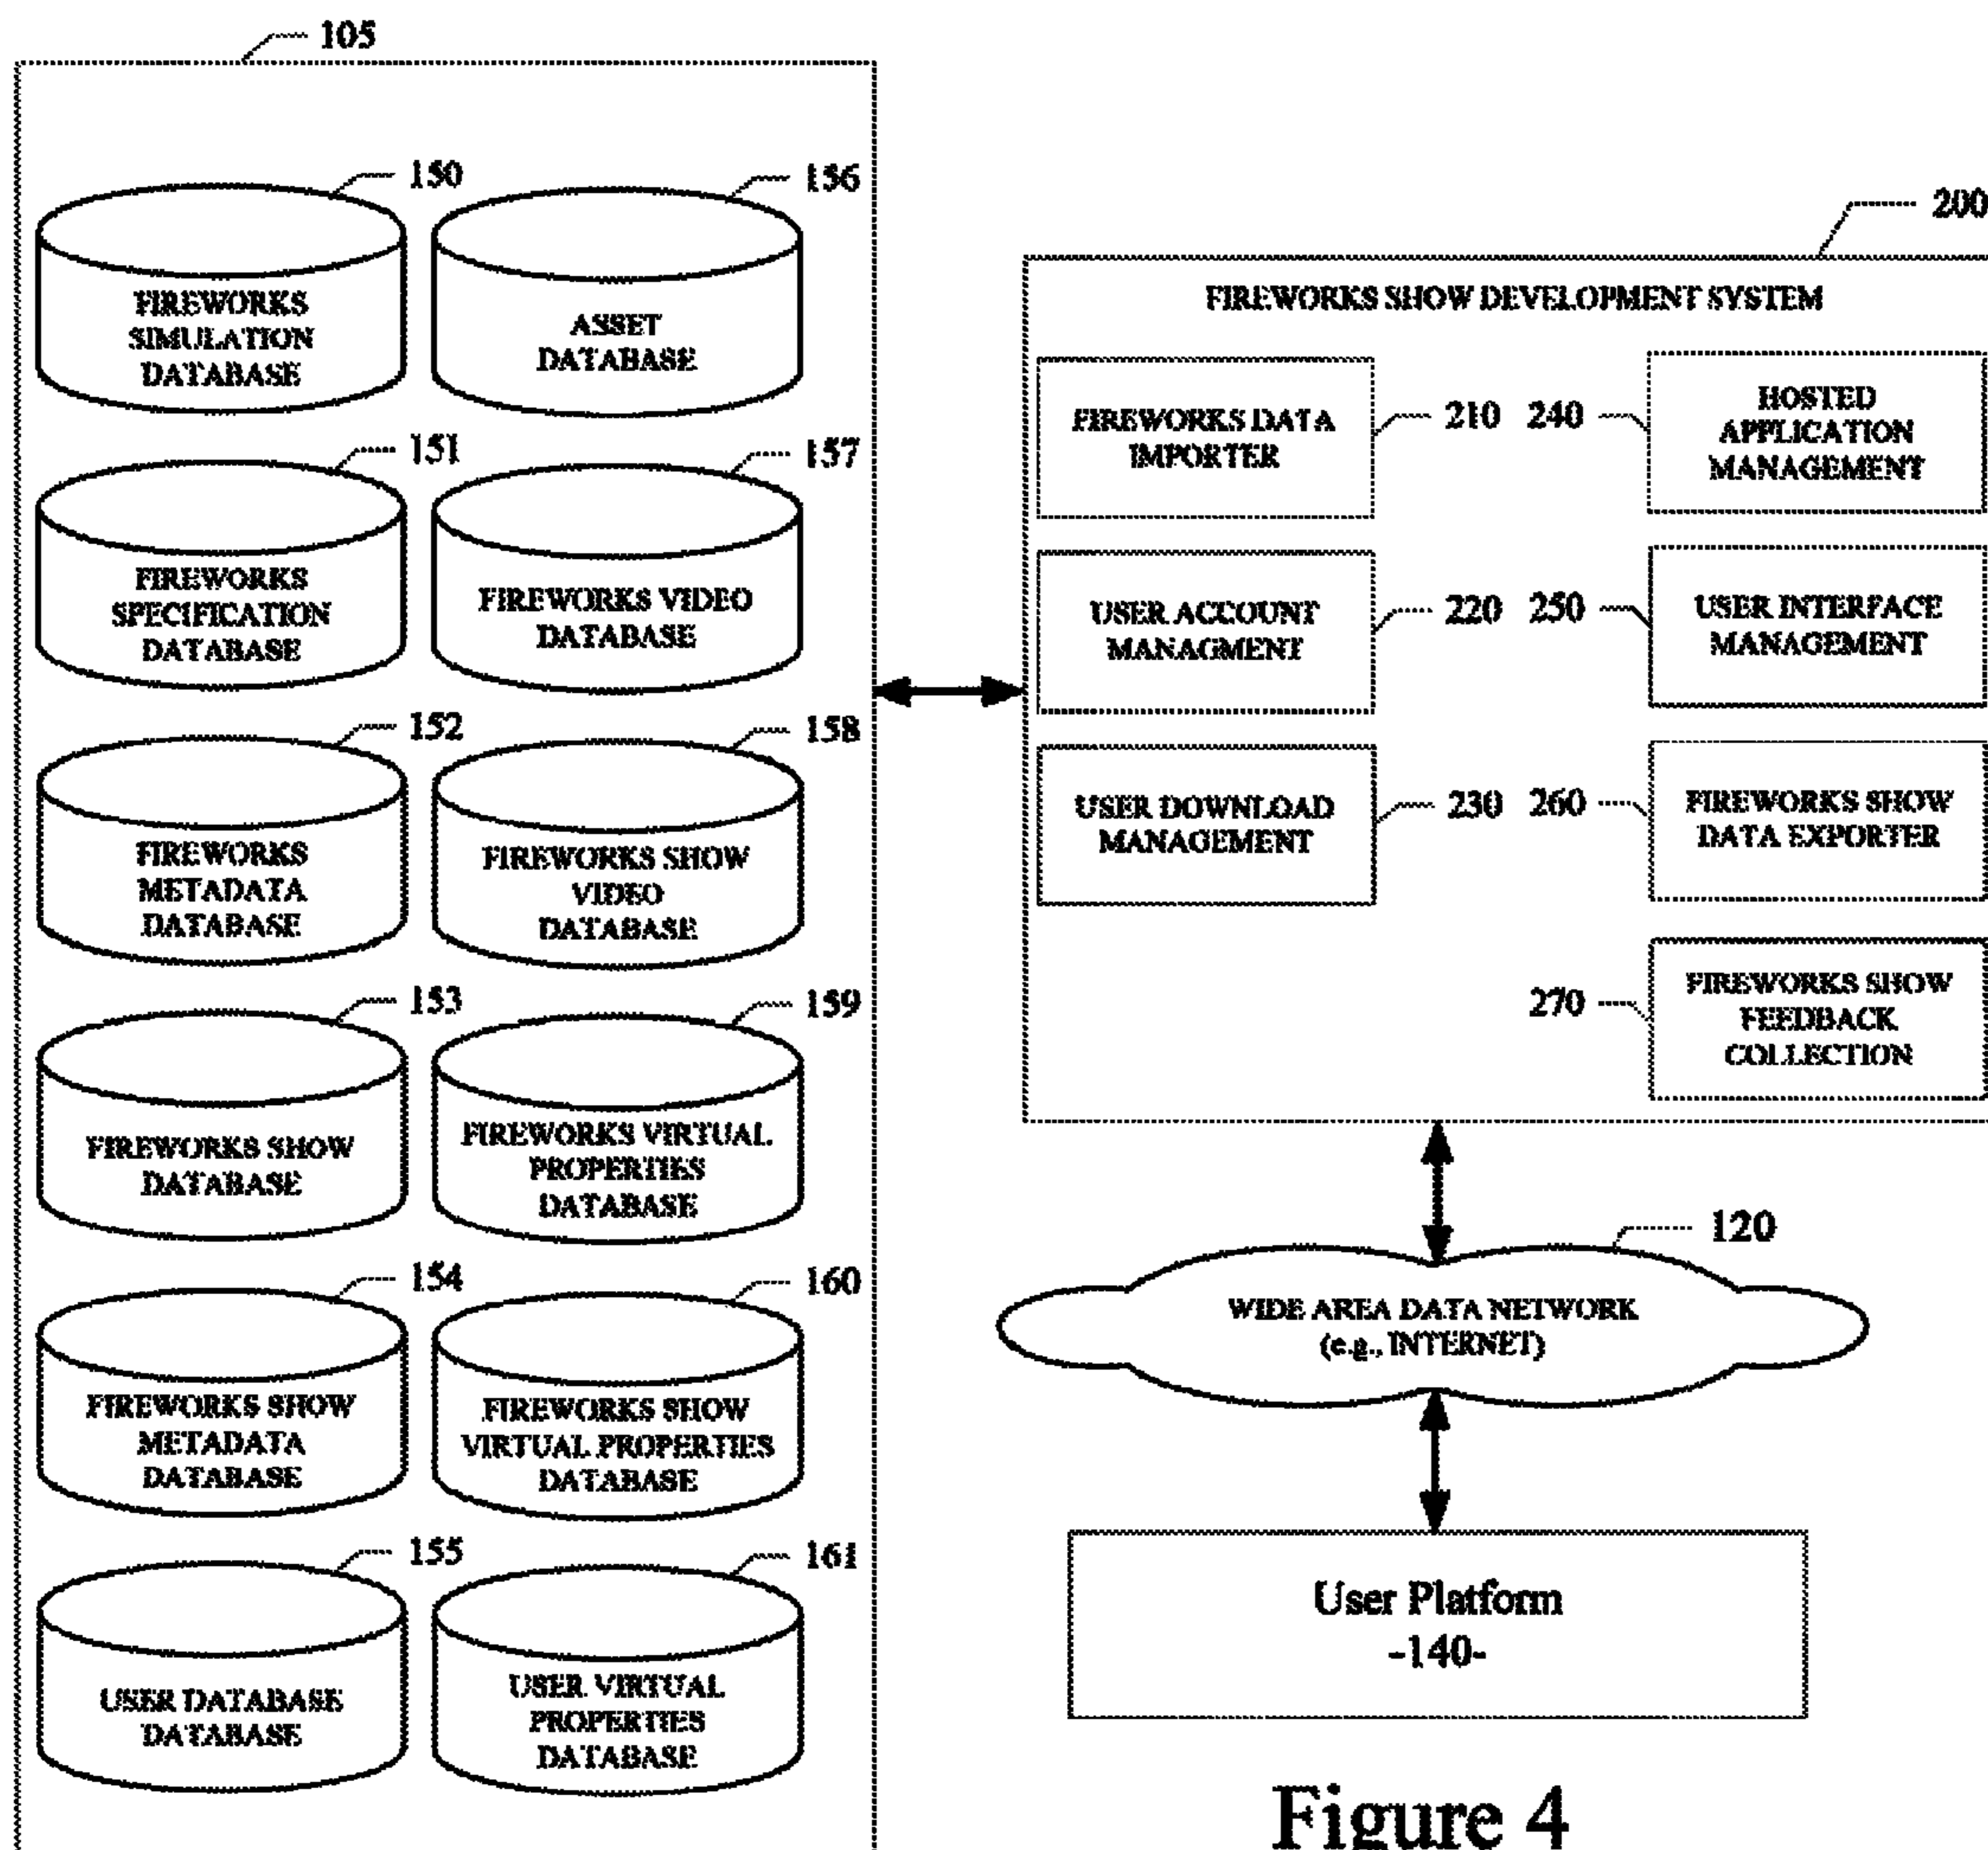 105
150
FIREWORKS
SIMULATION
DATABASE
156
ASSET
DATABASE
151
FIREWORKS
SPECIFICATION
DATABASE
157
FIREWORKS VIDEO
DATABASE
152
FIREWORKS
METADATA
DATABASE
158
FIREWORKS SHOW
VIDEO
DATABASE
153
FIREWORKS SHOW
DATABASE
159
FIREWORKS VIRTUAL
PROPERTIES
DATABASE
154
FIREWORKS SHOW
METADATA
DATABASE
160
FIREWORKS SHOW
VIRTUAL PROPERTIES
DATABASE
155
USER DATABASE
DATABASE
161
USER VIRTUAL
PROPERTIES
DATABASE
200
FIREWORKS SHOW DEVELOPMENT SYSTEM
FIREWORKS DATA
IMPORTER
210
240
HOSTED
APPLICATION
MANAGEMENT
USER ACCOUNT
MANAGMENT
220
250
USER INTERFACE
MANAGEMENT
USER DOWNLOAD
MANAGEMENT
230
260
FIREWORKS SHOW
DATA EXPORTER
270
FIREWORKS SHOW
FEEDBACK
COLLECTION
120
WIDE AREA DATA NETWORK
(e.g., INTERNET)
User Platform
-140-
Figure 4